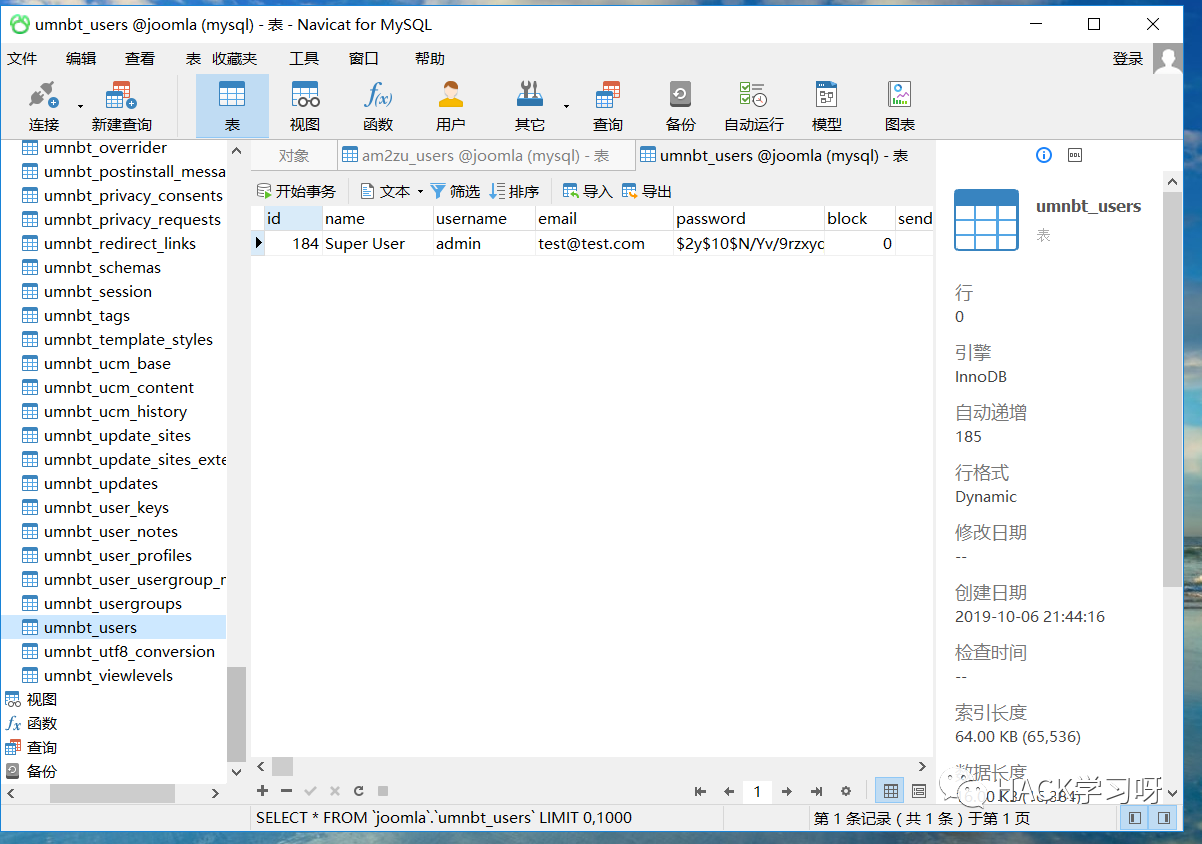 umnbt_users @joomla (mysql) - 表 - Navicat for MySQL
文件 编辑 查看 表 收藏夹 工具 窗口 帮助 登录
连接 新建查询 表 视图 函数 用户 其它 查询 备份 自动运行 模型 图表
对象 am2zu_users @joomla (mysql) - 表 umnbt_users @joomla (mysql) - 表
开始事务 文本 筛选 排序 导入 导出
id name username email password block send
184 Super User admin test@test.com $2y$10$N/Yv/9rzxyc 0
umnbt_overrider
umnbt_postinstall_messa
umnbt_privacy_consents
umnbt_privacy_requests
umnbt_redirect_links
umnbt_schemas
umnbt_session
umnbt_tags
umnbt_template_styles
umnbt_ucm_base
umnbt_ucm_content
umnbt_ucm_history
umnbt_update_sites
umnbt_update_sites_exte
umnbt_updates
umnbt_user_keys
umnbt_user_notes
umnbt_user_profiles
umnbt_user_usergroup_r
umnbt_usergroups
umnbt_users
umnbt_utf8_conversion
umnbt_viewlevels
视图
函数
查询
备份
DDL
umnbt_users
表
行
0
引擎
InnoDB
自动递增
185
行格式
Dynamic
修改日期
--
创建日期
2019-10-06 21:44:16
检查时间
--
索引长度
64.00 KB (65,536)
数据长度
HACK学习呀
1
SELECT * FROM `joomla`.`umnbt_users` LIMIT 0,1000
第 1 条记录 ( 共 1 条 ) 于第 1 页